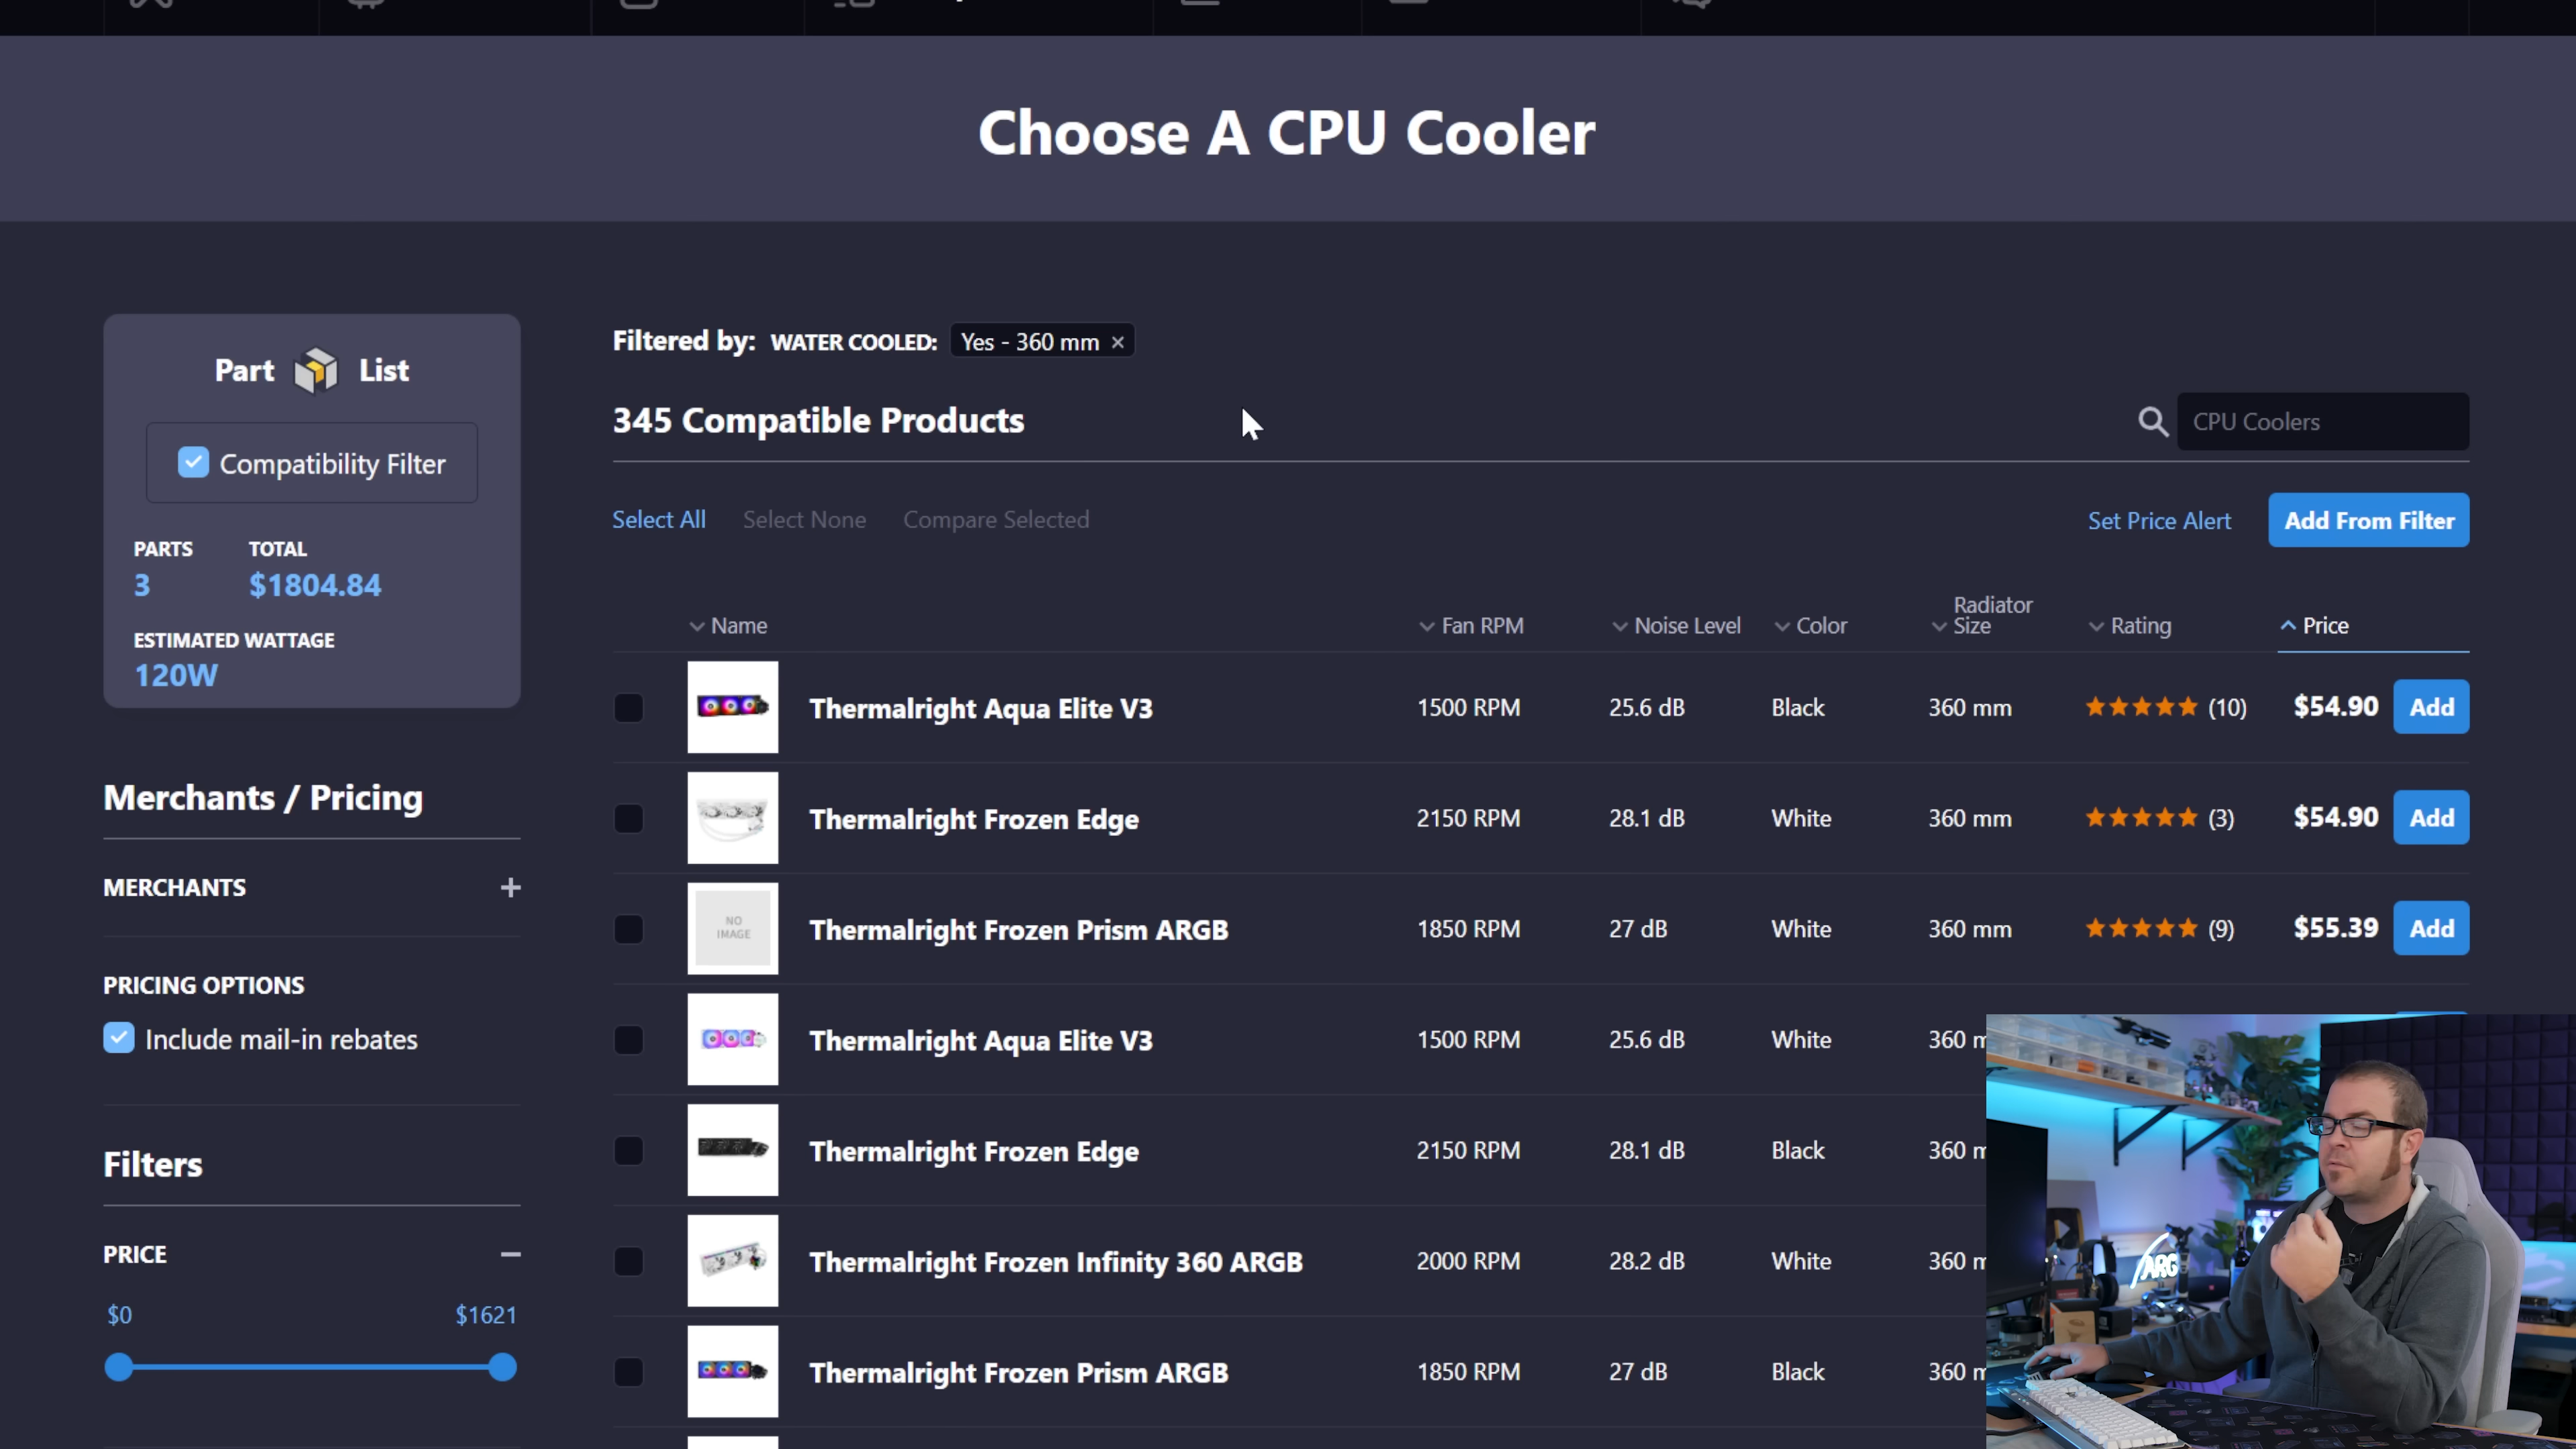 Choose A CPU Cooler
Part List
Compatibility Filter
PARTS TOTAL
3 $1804.84
ESTIMATED WATTAGE
120W
Merchants / Pricing
MERCHANTS
PRICING OPTIONS
Include mail-in rebates
Filters
PRICE
$0 $1621
Filtered by: WATER COOLED: Yes - 360 mm ×
345 Compatible Products
CPU Coolers
Select All Select None Compare Selected
Set Price Alert Add From Filter
Name Fan RPM Noise Level Color Radiator Size Rating Price
Thermalright Aqua Elite V3 1500 RPM 25.6 dB Black 360 mm (10) $54.90 Add
Thermalright Frozen Edge 2150 RPM 28.1 dB White 360 mm (3) $54.90 Add
NO
IMAGE
Thermalright Frozen Prism ARGB 1850 RPM 27 dB White 360 mm (9) $55.39 Add
Thermalright Aqua Elite V3 1500 RPM 25.6 dB White 360
Thermalright Frozen Edge 2150 RPM 28.1 dB Black 360
Thermalright Frozen Infinity 360 ARGB 2000 RPM 28.2 dB White 360
Thermalright Frozen Prism ARGB 1850 RPM 27 dB Black 360
ARG